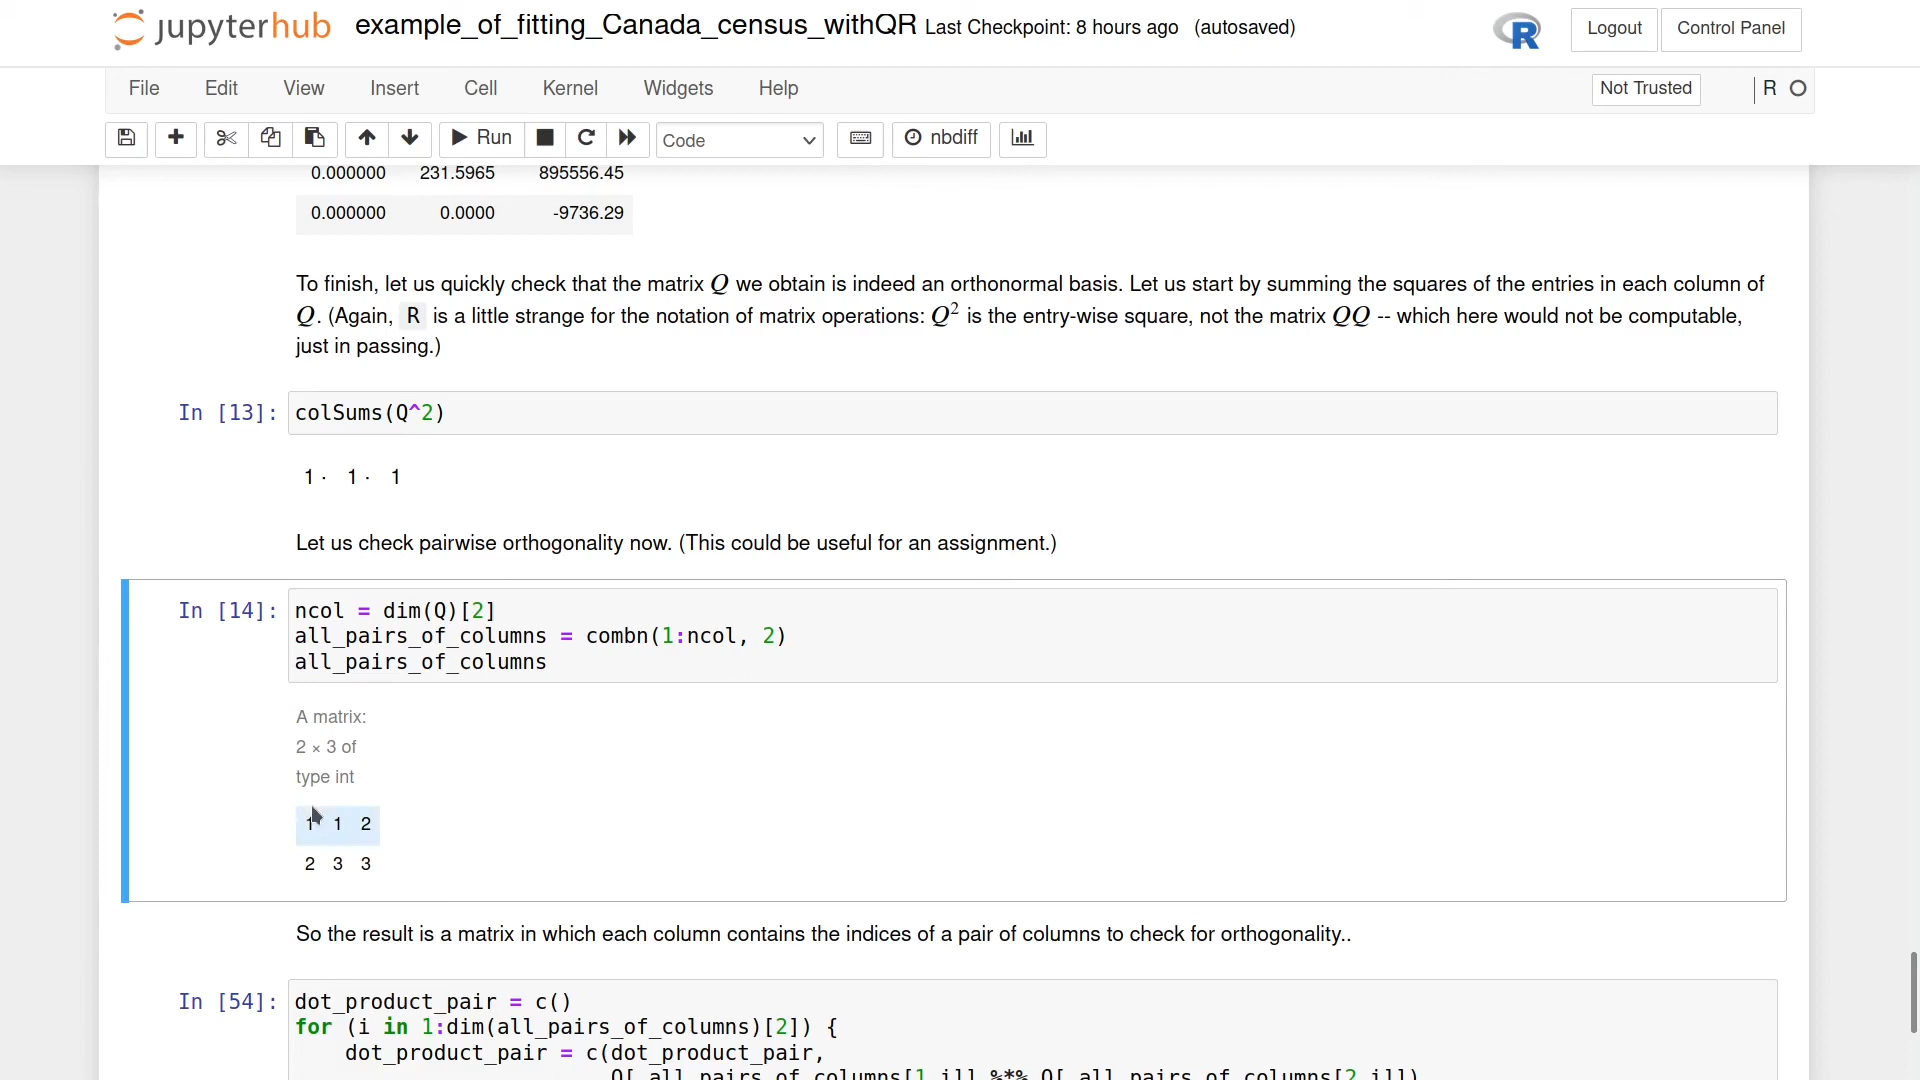 jupyterhub example_of_fitting_Canada_census_withQR Last Checkpoint: 8 hours ago (autosaved) R Logout Control Panel
File Edit View Insert Cell Kernel Widgets Help Not Trusted R
Run Code nbdiff
0.000000 231.5965 895556.45
0.000000 0.0000 -9736.29
To finish, let us quickly check that the matrix Q we obtain is indeed an orthonormal basis. Let us start by summing the squares of the entries in each column of
Q. (Again, R is a little strange for the notation of matrix operations: Q² is the entry-wise square, not the matrix QQ -- which here would not be computable,
just in passing.)
In [13]: colSums(Q^2)
1 · 1 · 1
Let us check pairwise orthogonality now. (This could be useful for an assignment.)
In [14]: ncol = dim(Q)[2]
all_pairs_of_columns = combn(1:ncol, 2)
all_pairs_of_columns
A matrix:
2 × 3 of
type int
1 1 2
2 3 3
So the result is a matrix in which each column contains the indices of a pair of columns to check for orthogonality..
In [54]: dot_product_pair = c()
for (i in 1:dim(all_pairs_of_columns)[2]) {
dot_product_pair = c(dot_product_pair,
Q[ ,all_pairs_of_columns[1,i]] %*% Q[ ,all_pairs_of_columns[2,i]])